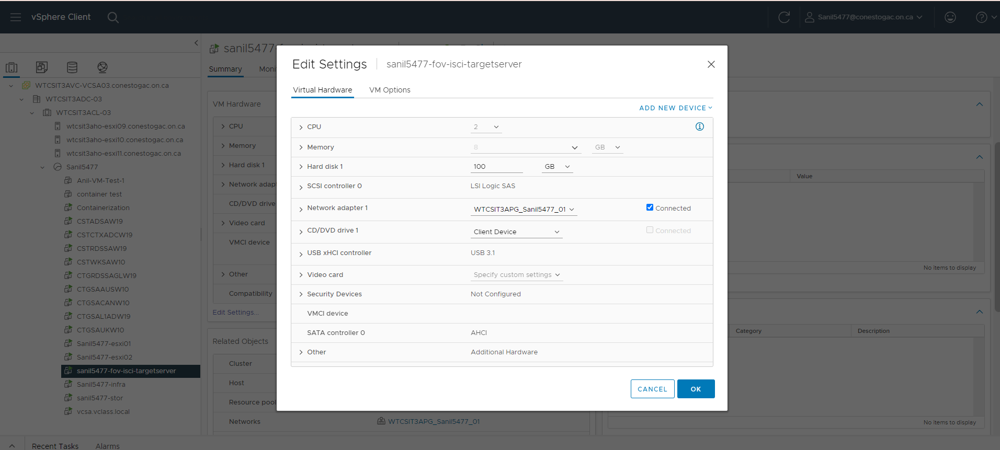 vSphere Client
Sanil5477@conestogac.on.ca
sanil5477-
Summary
WTCSIT3AVC-VCSA03.conestogac.on.ca
WTCSIT3ADC-03
WTCSIT3ACL-03
wtcsit3aho-esxi09.conestogac.on.ca
wtcsit3aho-esxi10.conestogac.on.ca
wtcsit3aho-esxi11.conestogac.on.ca
Sanil5477
Anil-VM-Test-1
container test
Containerization
CSTADSAW19
CSTCTXADCW19
CSTRDSSAW19
CSTWKSAW10
CTGRDSSAGLW19
CTGSAAUSW10
CTGSACANW10
CTGSAL1ADW19
CTGSAUKW10
Sanil5477-esxi01
Sanil5477-esxi02
sanil5477-fov-isci-targetserver
Sanil5477-infra
sanil5477-stor
vcsa.vclass.local
VM Hardware
CPU
Memory
Hard disk 1
Network adap
CD/DVD drive
Video card
VMCI device
Other
Compatibility
Edit Settings...
Related Objects
Cluster
Host
Resource pool
Networks WTCSIT3APG_Sanil5477_01
Edit Settings sanil5477-fov-isci-targetserver
Virtual Hardware VM Options
ADD NEW DEVICE
CPU 2
Memory 8 GB
Hard disk 1 100 GB
SCSI controller 0 LSI Logic SAS
Network adapter 1 WTCSIT3APG_Sanil5477_01 Connected
CD/DVD drive 1 Client Device Connected
USB xHCI controller USB 3.1
Video card Specify custom settings
Security Devices Not Configured
VMCI device
SATA controller 0 AHCI
Other Additional Hardware
CANCEL OK
Value
No items to display
Category Description
No items to display
Recent Tasks Alarms